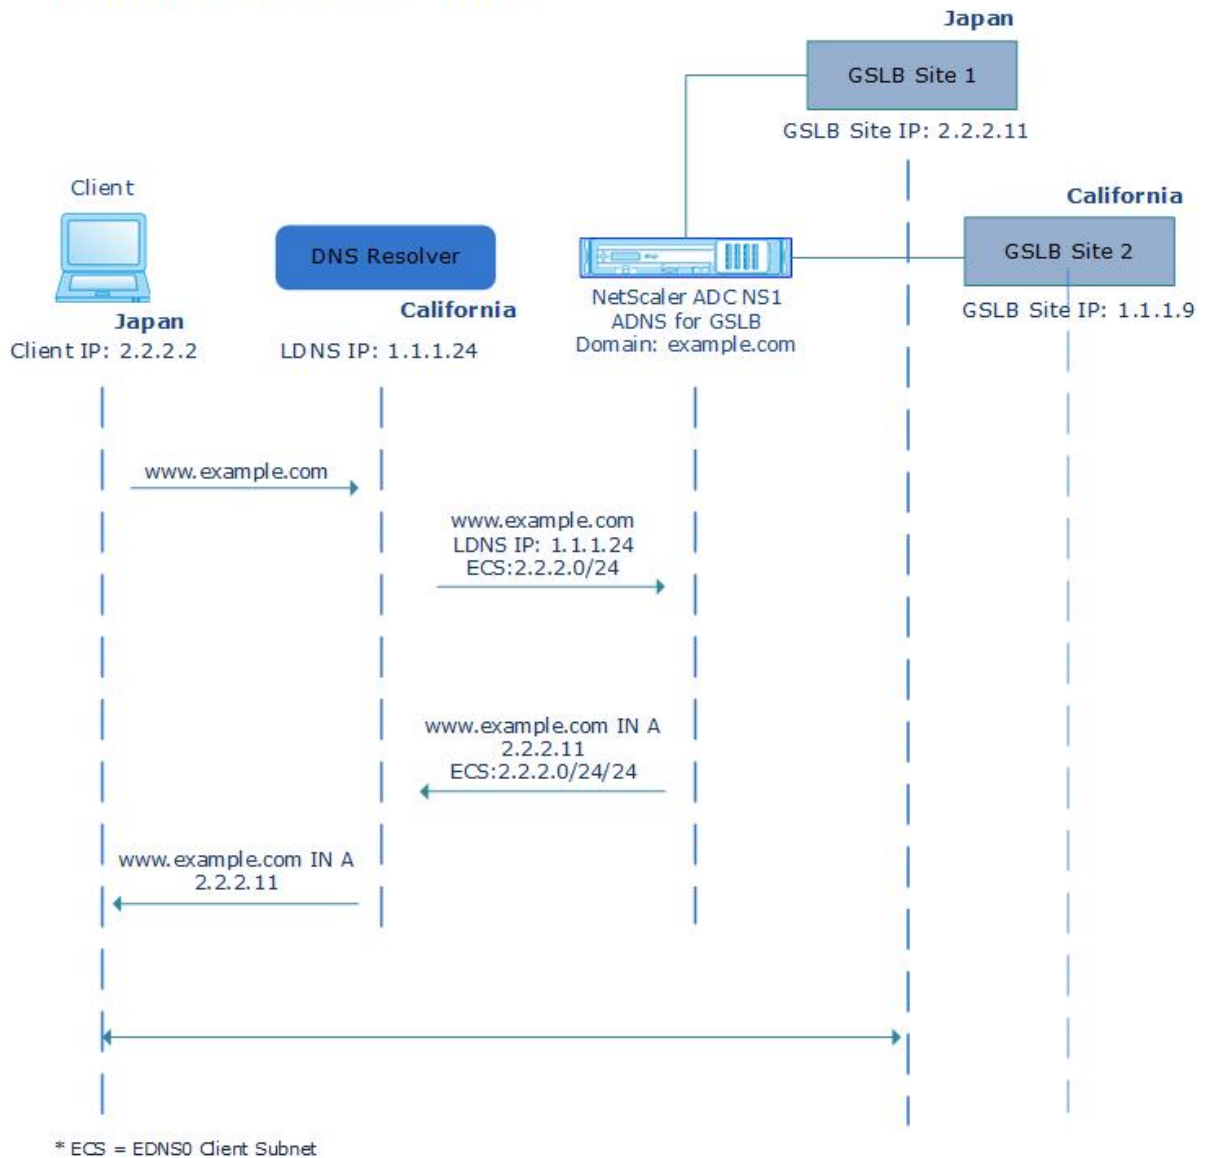 Japan
GSLB Site 1
GSLB Site IP: 2.2.2.11
Client
California
DNS Resolver
GSLB Site 2
NetScaler ADC NS1
ADNS for GSLB
Domain: example.com
California
GSLB Site IP: 1.1.1.9
Japan
Client IP: 2.2.2.2
LDNS IP: 1.1.1.24
www.example.com
www.example.com
LDNS IP: 1.1.1.24
ECS:2.2.2.0/24
www.example.com IN A
2.2.2.11
ECS:2.2.2.0/24/24
www.example.com IN A
2.2.2.11
* ECS = EDNS0 Client Subnet